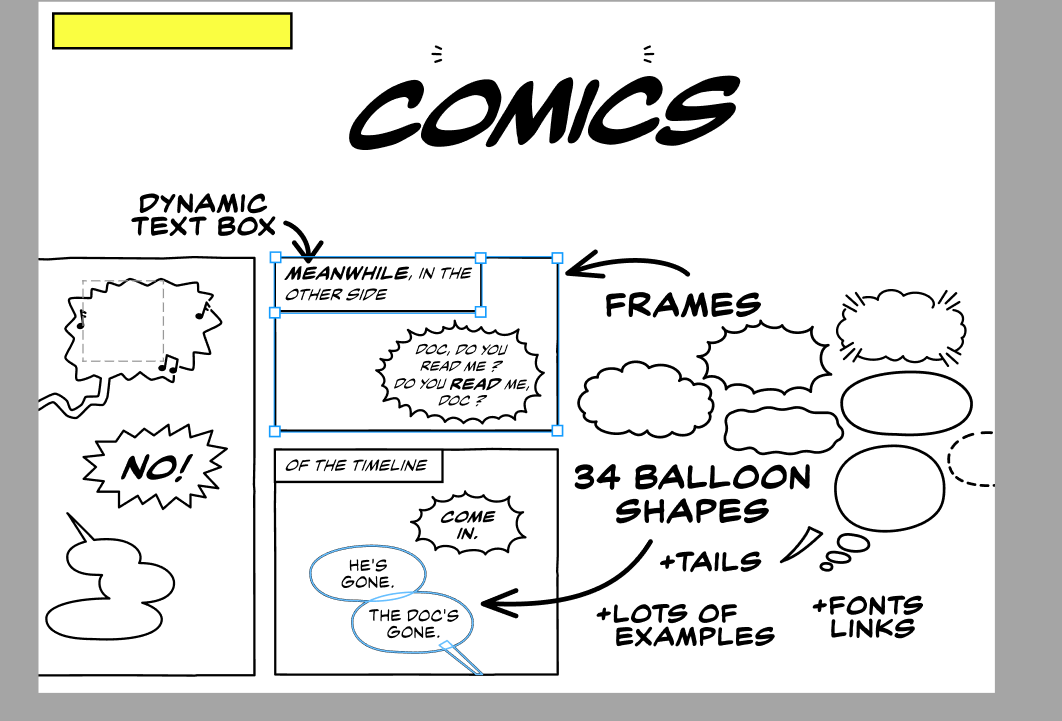 COMICS
DYNAMIC
TEXT BOX
MEANWHILE, IN THE
OTHER SIDE
FRAMES
DOC, DO YOU
READ ME ?
DO YOU READ ME,
DOC ?
NO!
OF THE TIMELINE
COME
IN.
HE'S
GONE.
THE DOC'S
GONE.
34 BALLOON
SHAPES
+TAILS
+LOTS OF
EXAMPLES
+FONTS
LINKS